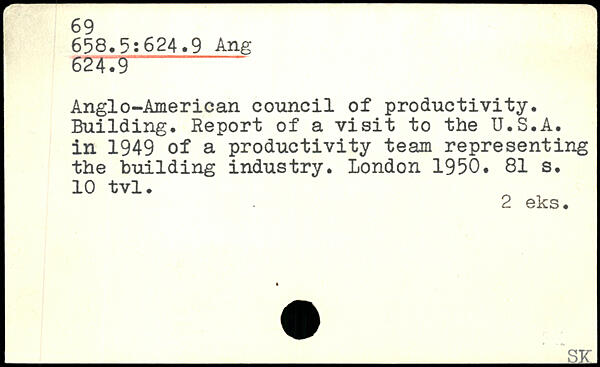 69
658.5:624.9 Ang
624.9
Anglo-American council of productivity.
Building. Report of a visit to the U.S.A.
in 1949 of a productivity team representing
the building industry. London 1950. 81 s.
10 tvl.
2 eks.
SK